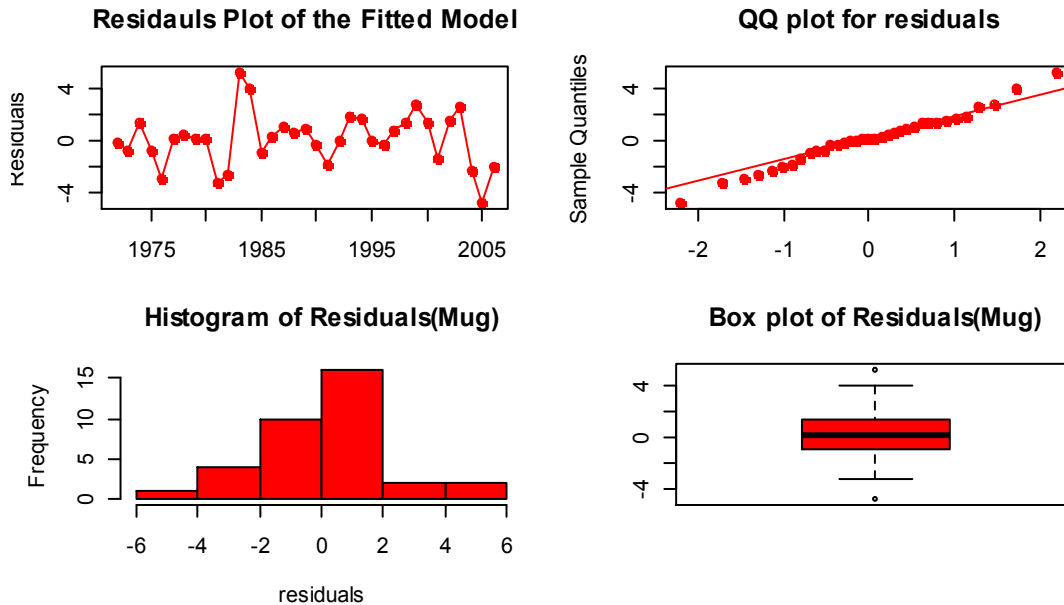 Residauls Plot of the Fitted Model
Residuals
4
0
-4
1975 1985 1995 2005
QQ plot for residuals
Sample Quantiles
4
0
-4
-2 -1 0 1 2
Histogram of Residuals(Mug)
Frequency
15
10
5
0
-6 -4 -2 0 2 4 6
residuals
Box plot of Residuals(Mug)
4
0
-4